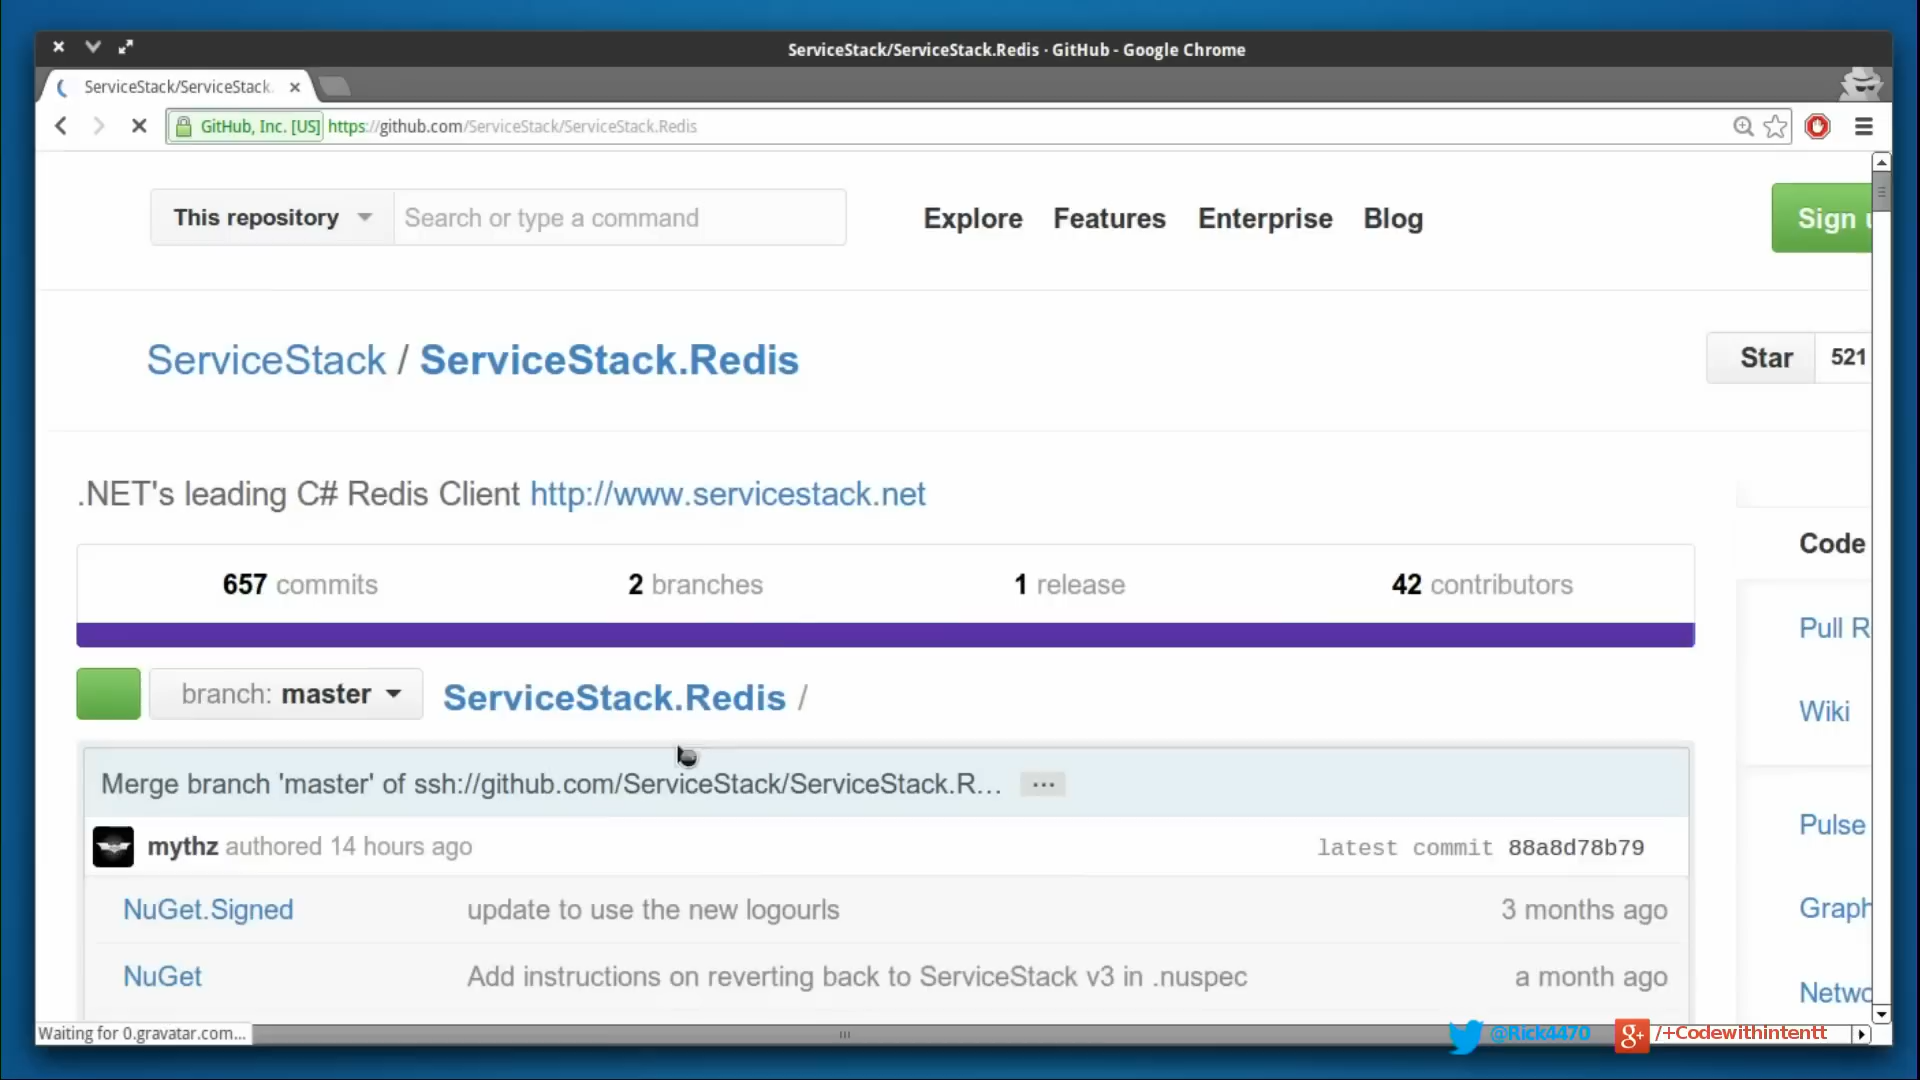 ServiceStack/ServiceStack.Redis · GitHub - Google Chrome
ServiceStack/ServiceStack.
GitHub, Inc. [US] https://github.com/ServiceStack/ServiceStack.Redis
This repository Search or type a command Explore Features Enterprise Blog Sign u
ServiceStack / ServiceStack.Redis Star 521
.NET's leading C# Redis Client http://www.servicestack.net
Code
657 commits 2 branches 1 release 42 contributors
Pull R
branch: master ServiceStack.Redis /
Wiki
Merge branch 'master' of ssh://github.com/ServiceStack/ServiceStack.R... ...
Pulse
mythz authored 14 hours ago latest commit 88a8d78b79
NuGet.Signed update to use the new logourls 3 months ago
Graph
NuGet Add instructions on reverting back to ServiceStack v3 in .nuspec a month ago
Netwo
Waiting for 0.gravatar.com...
@Rick4470 g+ /+Codewithintentt